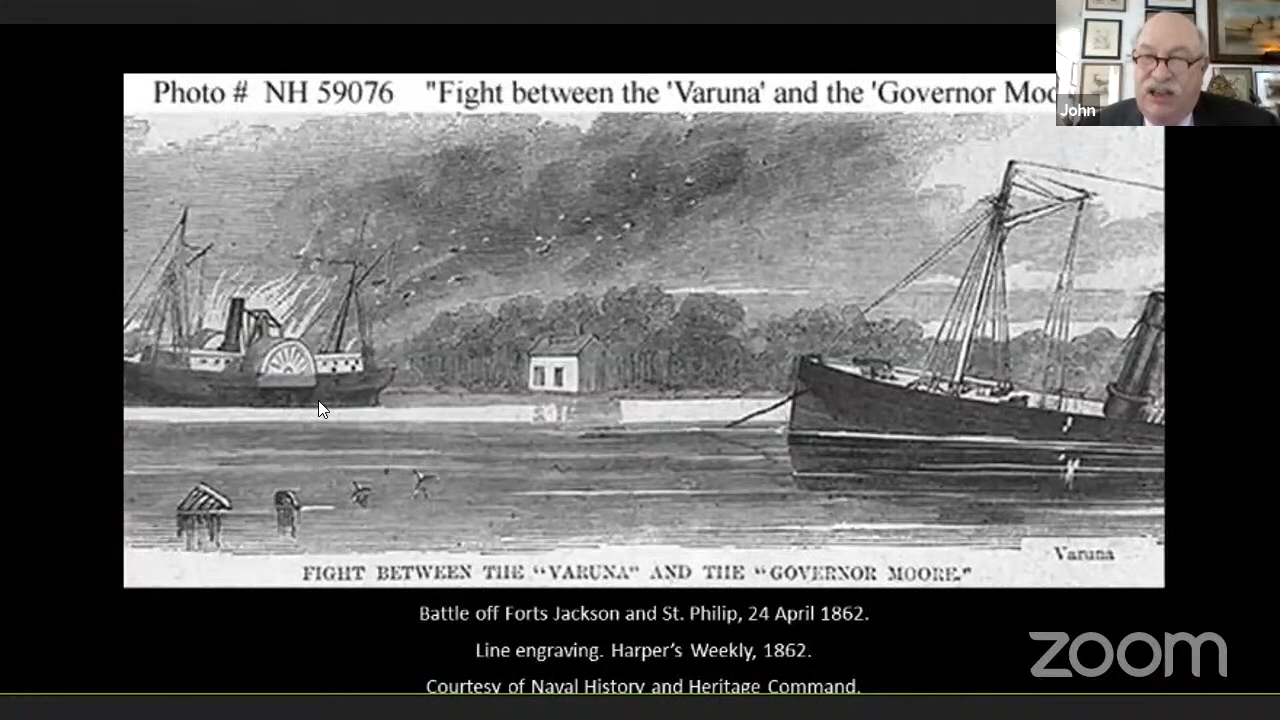 Photo # NH 59076 "Fight between the 'Varuna' and the 'Governor Moo
John
Varuna
FIGHT BETWEEN THE "VARUNA" AND THE "GOVERNOR MOORE."
Battle off Forts Jackson and St. Philip, 24 April 1862.
Line engraving. Harper's Weekly, 1862.
Courtesy of Naval History and Heritage Command.
zoom